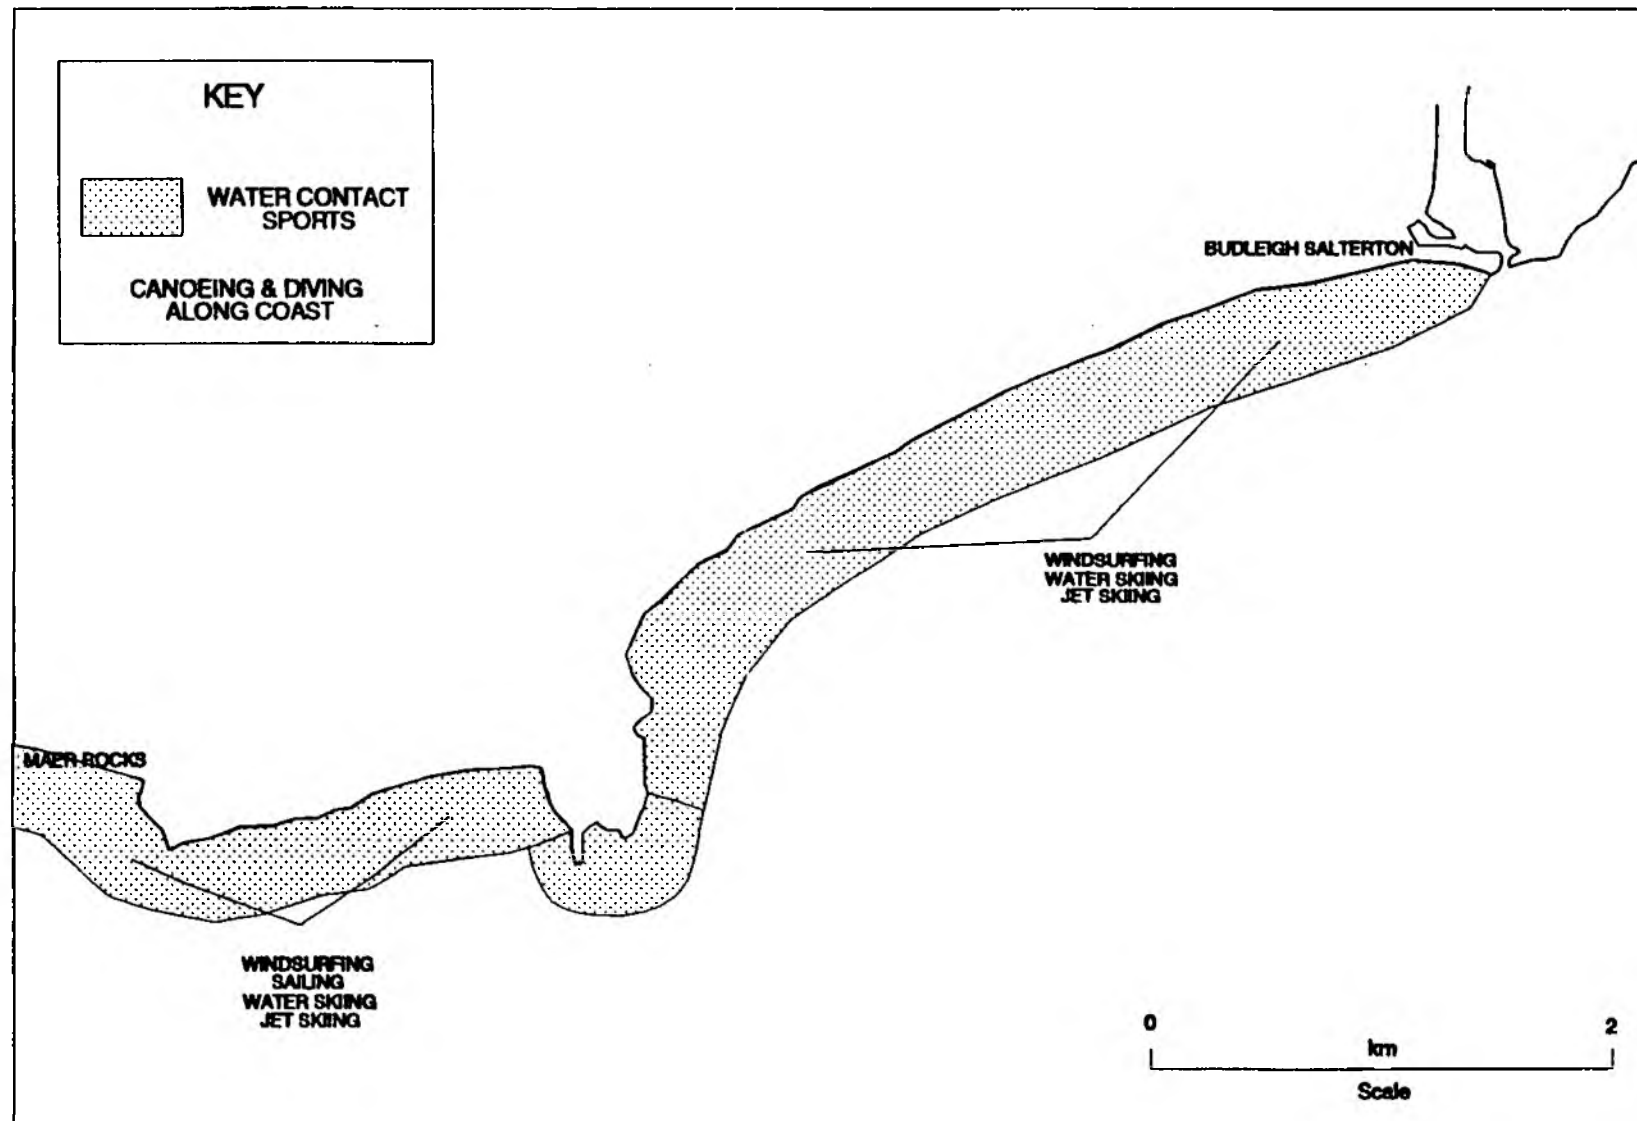 KEY
WATER CONTACT
SPORTS
CANOEING & DIVING
ALONG COAST
BUDLEIGH SALTERTON
WINDSURFING
WATER SKIING
JET SKIING
MAER ROCKS
WINDSURFING
SAILING
WATER SKIING
JET SKIING
0 2
km
Scale